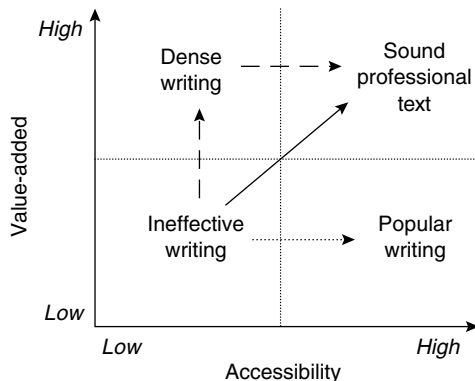 High
Dense
writing
Sound
professional
text
Value-added
Ineffective
writing
Popular
writing
Low
Low
High
Accessibility